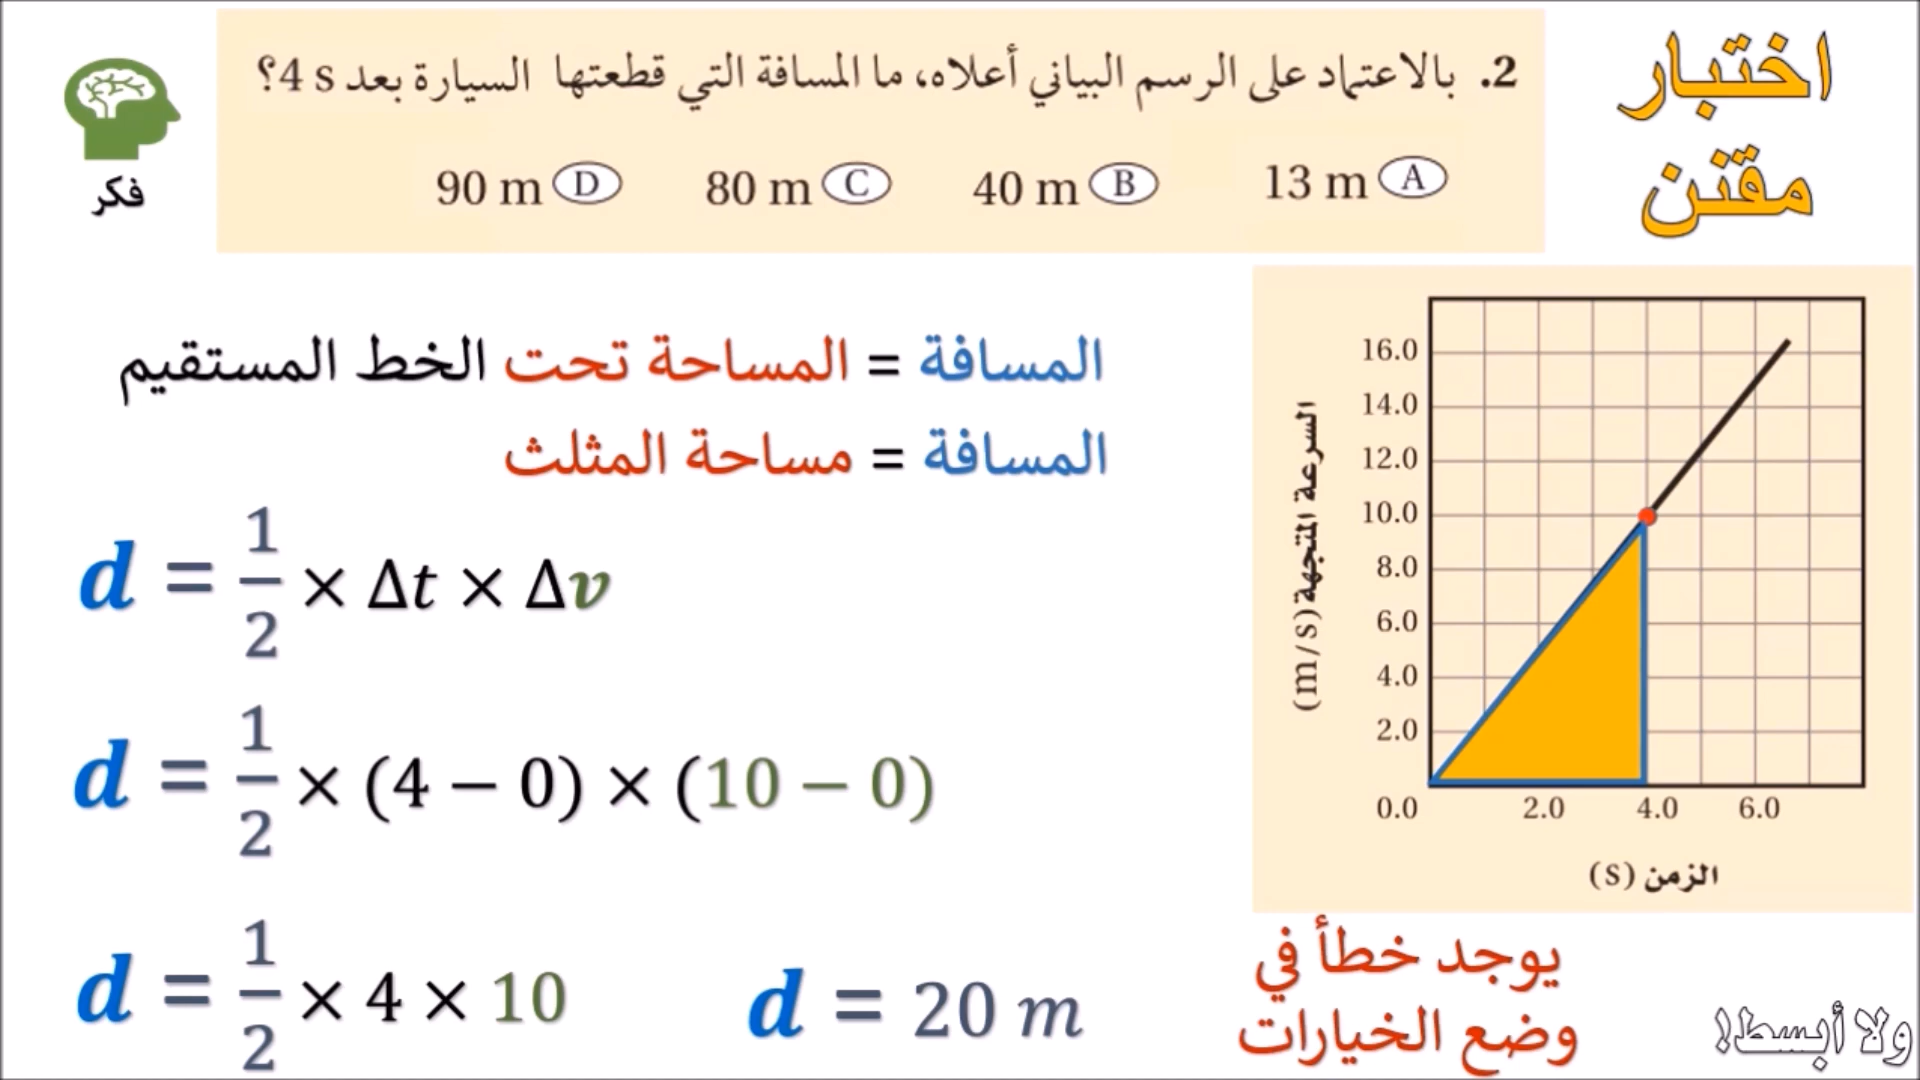 اختبار
مقنن
2. بالاعتماد على الرسم البياني أعلاه، ما المسافة التي قطعتها السيارة بعد 4 s؟
A 13 m
B 40 m
C 80 m
D 90 m
فكر
المسافة = المساحة تحت الخط المستقيم
المسافة = مساحة المثلث
d = 1/2 × Δt × Δv
d = 1/2 × (4 − 0) × (10 − 0)
d = 1/2 × 4 × 10
d = 20 m
السرعة المتجهة (m/s)
16.0
14.0
12.0
10.0
8.0
6.0
4.0
2.0
0.0 2.0 4.0 6.0
الزمن (s)
يوجد خطأ في
وضع الخيارات
ولا أبسط!